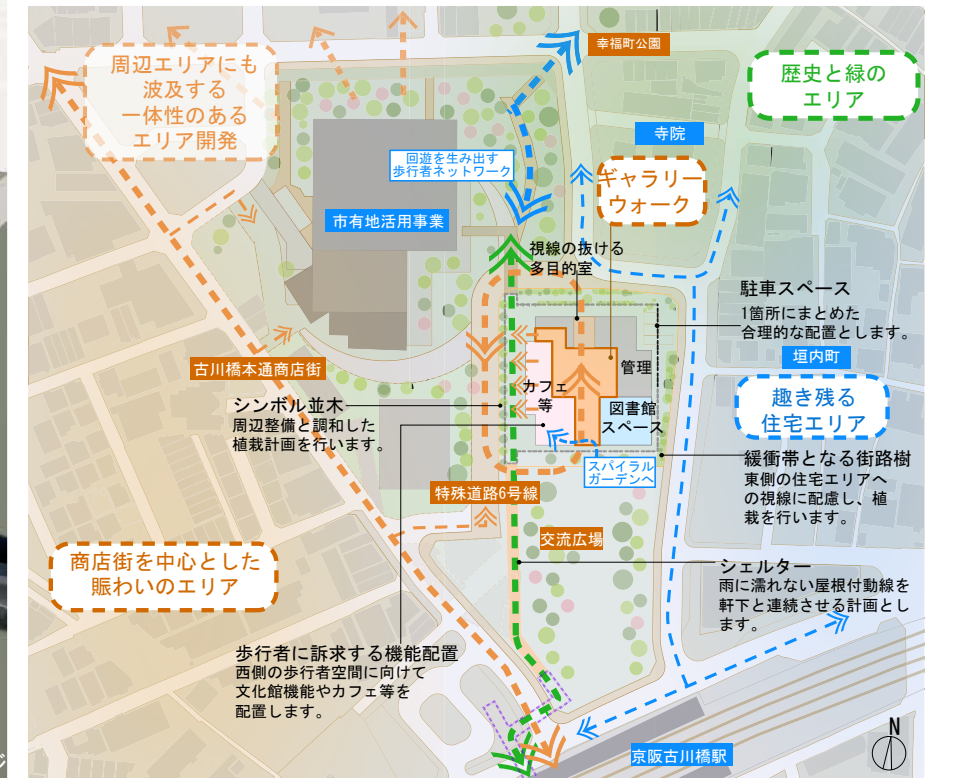 幸福町公園
周辺エリアにも
波及する
一体性のある
エリア開発
歴史と緑の
エリア
寺院
回遊を生み出す
歩行者ネットワーク
ギャラリー
ウォーク
市有地活用事業
視線の抜ける
多目的室
駐車スペース
1箇所にまとめた
合理的な配置とします。
垣内町
古川橋本通商店街
管理
カフェ
等
図書館
スペース
趣き残る
住宅エリア
シンボル並木
周辺整備と調和した
植栽計画を行います。
緩衝帯となる街路樹
東側の住宅エリアへ
の視線に配慮し、植
栽を行います。
スパイラル
ガーデンへ
特殊道路6号線
交流広場
商店街を中心とした
賑わいのエリア
シェルター
雨に濡れない屋根付動線を
軒下と連続させる計画とし
ます。
歩行者に訴求する機能配置
西側の歩行者空間に向けて
文化館機能やカフェ等を
配置します。
N
京阪古川橋駅
ジ